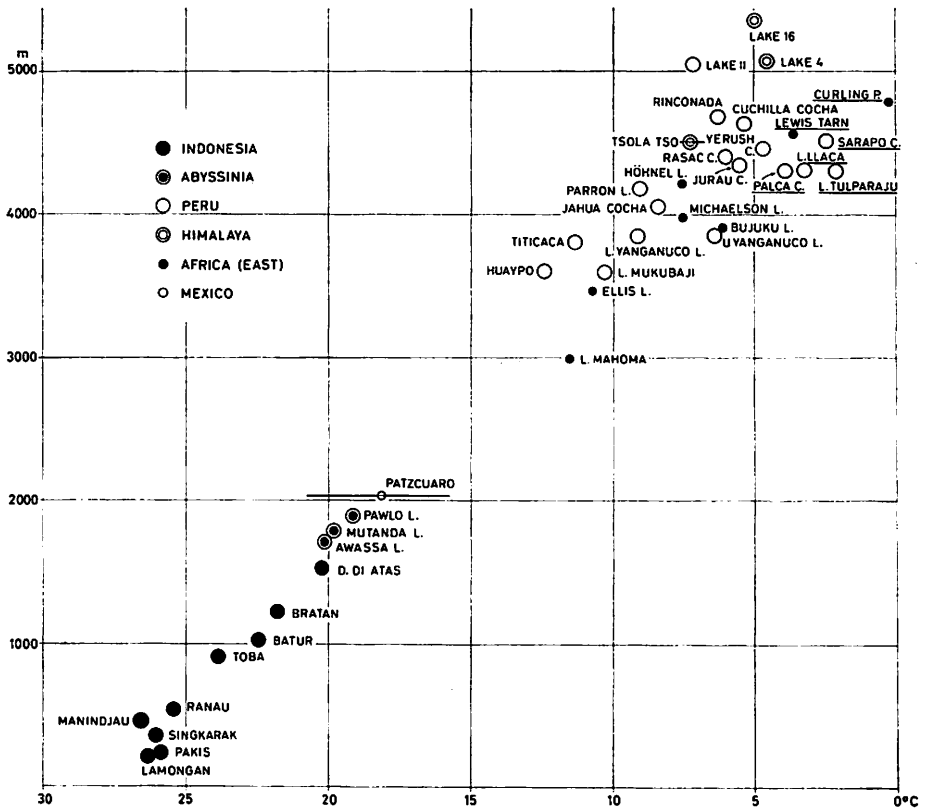 LAKE 16
m
5000
LAKE II
LAKE 4
CURLING P.
RINCONADA
CUCHILLA COCHA
LEWIS TARN
INDONESIA
TSOLA TSO
YERUSH C.
SARAPO C.
RASAC C.
L.LLACA
ABYSSINIA
HÖHNEL L.
JURAU C.
PALCA C.
L.TULPARAJU
PERU
PARRON L.
4000
JAHUA COCHA
MICHAELSON L.
HIMALAYA
BUJUKU L.
TITICACA
L.YANGANUCO L.
U.YANGANUCO L.
AFRICA (EAST)
HUAYPO
L. MUKUBAJI
MEXICO
ELLIS L.
3000
L. MAHOMA
PATZCUARO
2000
PAWLO L.
MUTANDA L.
AWASSA L.
D. DI ATAS
BRATAN
1000
BATUR
TOBA
RANAU
MANINDJAU
SINGKARAK
PAKIS
LAMONGAN
30 25 20 15 10 5 0°C